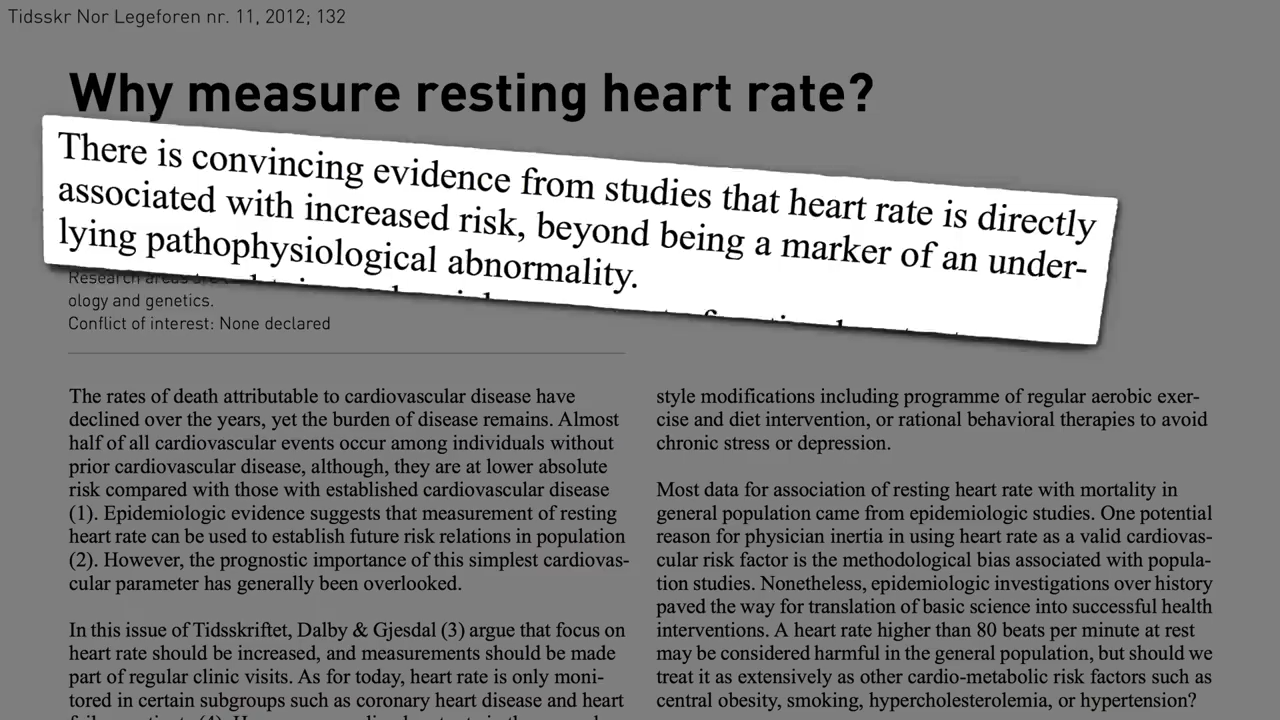 Tidsskr Nor Legeforen nr. 11, 2012; 132
Why measure resting heart rate?
There is convincing evidence from studies that heart rate is directly
associated with increased risk, beyond being a marker of an under-
lying pathophysiological abnormality.
Research areas
ology and genetics.
Conflict of interest: None declared
The rates of death attributable to cardiovascular disease have
declined over the years, yet the burden of disease remains. Almost
half of all cardiovascular events occur among individuals without
prior cardiovascular disease, although, they are at lower absolute
risk compared with those with established cardiovascular disease
(1). Epidemiologic evidence suggests that measurement of resting
heart rate can be used to establish future risk relations in population
(2). However, the prognostic importance of this simplest cardiovas-
cular parameter has generally been overlooked.
In this issue of Tidsskriftet, Dalby & Gjesdal (3) argue that focus on
heart rate should be increased, and measurements should be made
part of regular clinic visits. As for today, heart rate is only moni-
tored in certain subgroups such as coronary heart disease and heart
style modifications including programme of regular aerobic exer-
cise and diet intervention, or rational behavioral therapies to avoid
chronic stress or depression.
Most data for association of resting heart rate with mortality in
general population came from epidemiologic studies. One potential
reason for physician inertia in using heart rate as a valid cardiovas-
cular risk factor is the methodological bias associated with popula-
tion studies. Nonetheless, epidemiologic investigations over history
paved the way for translation of basic science into successful health
interventions. A heart rate higher than 80 beats per minute at rest
may be considered harmful in the general population, but should we
treat it as extensively as other cardio-metabolic risk factors such as
central obesity, smoking, hypercholesterolemia, or hypertension?